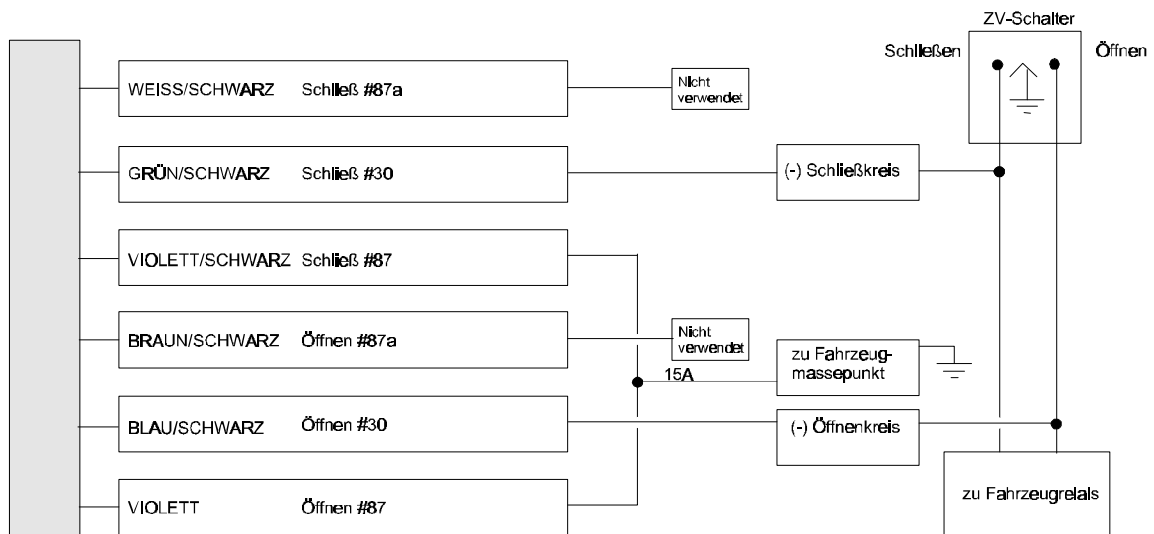 ZV-Schalter
Schließen
Öffnen
WEISS/SCHWARZ Schließ #87a
Nicht
verwendet
GRÜN/SCHWARZ Schließ #30
(-) Schließkreis
VIOLETT/SCHWARZ Schließ #87
BRAUN/SCHWARZ Öffnen #87a
Nicht
verwendet
zu Fahrzeug-
massepunkt
15A
BLAU/SCHWARZ Öffnen #30
(-) Öffnenkreis
VIOLETT Öffnen #87
zu Fahrzeugrelals